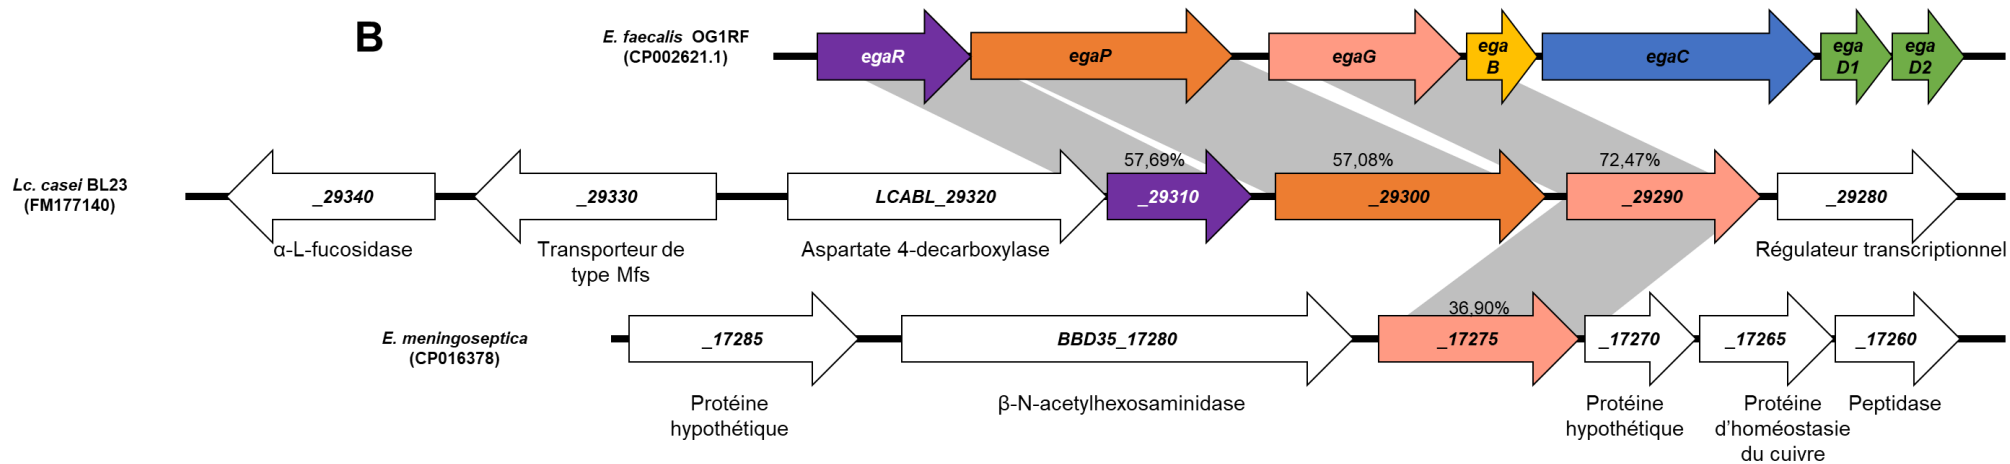 B
E. faecalis OG1RF
(CP002621.1)
egaR
egaP
egaG
ega
B
egaC
ega
D1
ega
D2
57,69%
57,08%
72,47%
Lc. casei BL23
(FM177140)
_29340
_29330
LCABL_29320
_29310
_29300
_29290
_29280
α-L-fucosidase
Transporteur de
type Mfs
Aspartate 4-decarboxylase
Régulateur transcriptionnel
36,90%
E. meningoseptica
(CP016378)
_17285
BBD35_17280
_17275
_17270
_17265
_17260
Protéine
hypothétique
β-N-acetylhexosaminidase
Protéine
hypothétique
Protéine
d’homéostasie
du cuivre
Peptidase